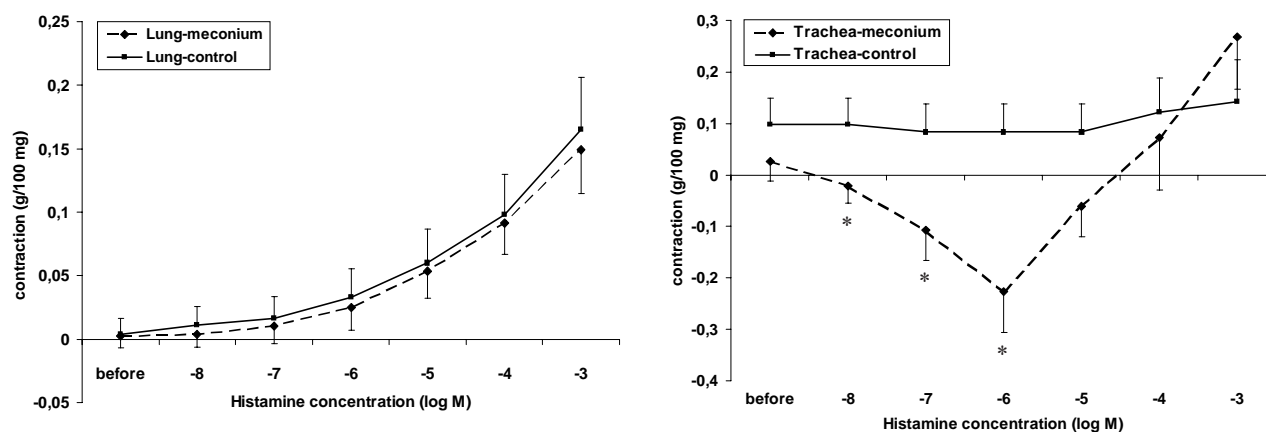 0,25
0,2
0,15
0,1
0,05
0
-0,05
contraction (g/100 mg)
Lung-meconium
Lung-control
before -8 -7 -6 -5 -4 -3
Histamine concentration (log M)
0,3
0,2
0,1
0
-0,1
-0,2
-0,3
-0,4
contraction (g/100 mg)
Trachea-meconium
Trachea-control
*
*
*
before -8 -7 -6 -5 -4 -3
Histamine concentration (log M)